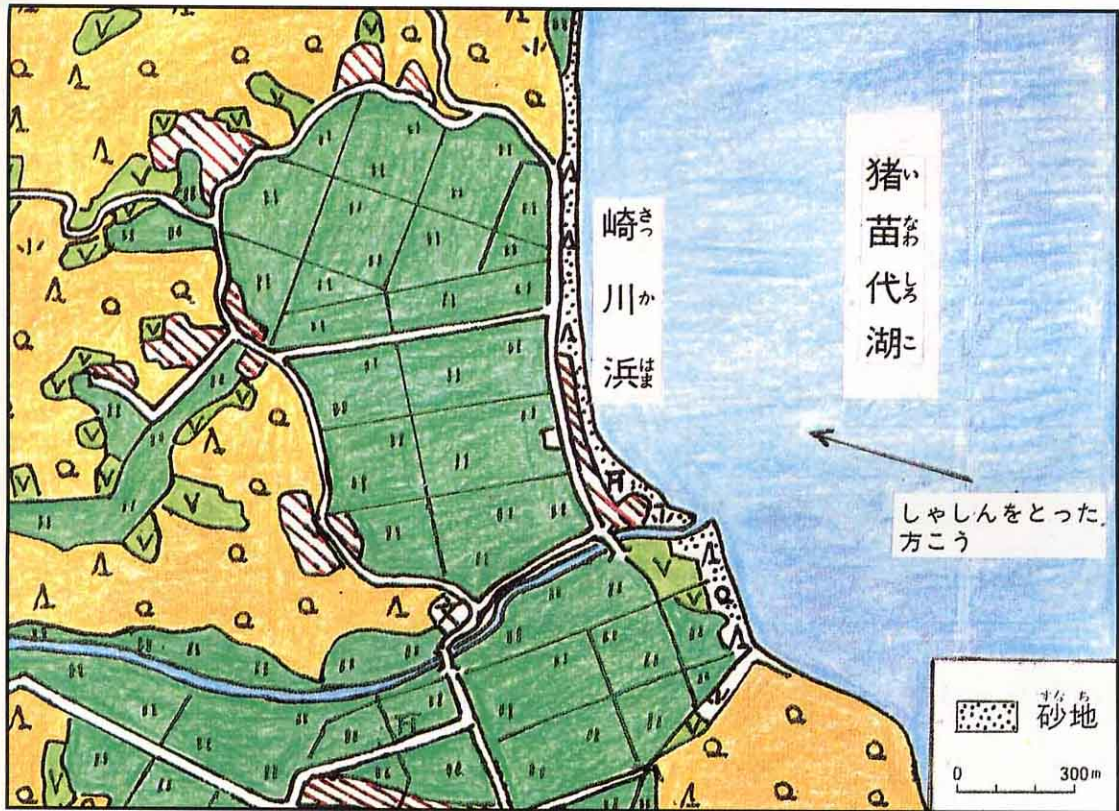 猪苗代湖
いなわしろこ
崎川浜
さっかはま
しゃしんをとった
方こう
すなち
砂地
0 300m